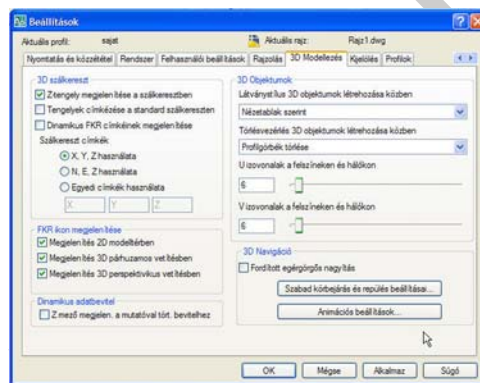 Beállítások
Aktuális profil: saját Aktuális rajz: Rajz1.dwg
Nyomtatás és közzététel Rendszer Felhasználói beállítások Rajzolás 3D Modellezés Kijelölés Profilok
3D szálkereszt
Z-tengely megjelenítése a szálkeresztben
Tengelyek címkézése a standard szálkereszten
Dinamikus FKR címkéinek megjelenítése
Szálkereszt címkék
X, Y, Z használata
N, E, Z használata
Egyedi címkék használata
X Y Z
FKR ikon megjelenítése
Megjelenítés 2D modelltérben
Megjelenítés 3D párhuzamos vetítésben
Megjelenítés 3D perspektivikus vetítésben
Dinamikus adatbevitel
Z mező megjelen. a mutatóval tört. bevitelhez
3D Objektumok
Látványstílus 3D objektumok létrehozása közben
Nézetablak szerint
Törlésvezérlés 3D objektumok létrehozása közben
Profilgörbék törlése
U izovonalak a felszíneken és hálókon
6
V izovonalak a felszíneken és hálókon
6
3D Navigáció
Fordított egérgörgős nagyítás
Szabad körbejárás és repülés beállításai...
Animációs beállítások...
OK Mégse Alkalmaz Súgó